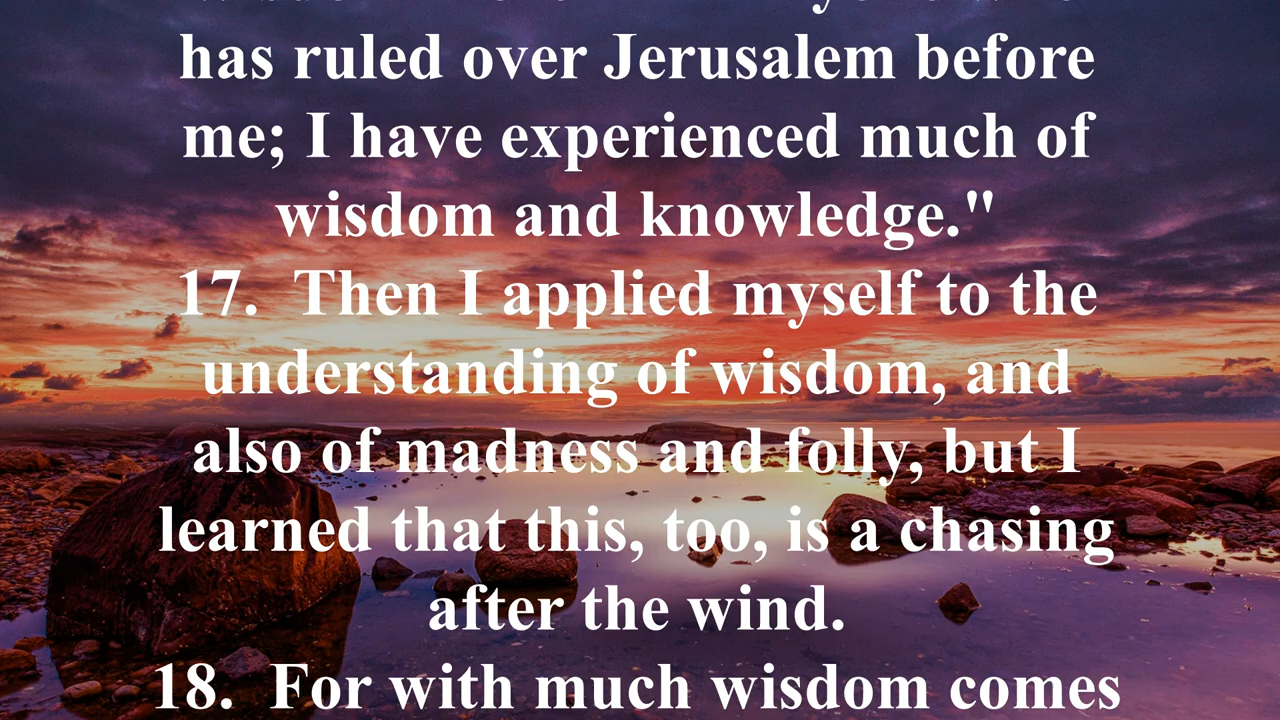 has ruled over Jerusalem before
me; I have experienced much of
wisdom and knowledge."
17. Then I applied myself to the
understanding of wisdom, and
also of madness and folly, but I
learned that this, too, is a chasing
after the wind.
18. For with much wisdom comes